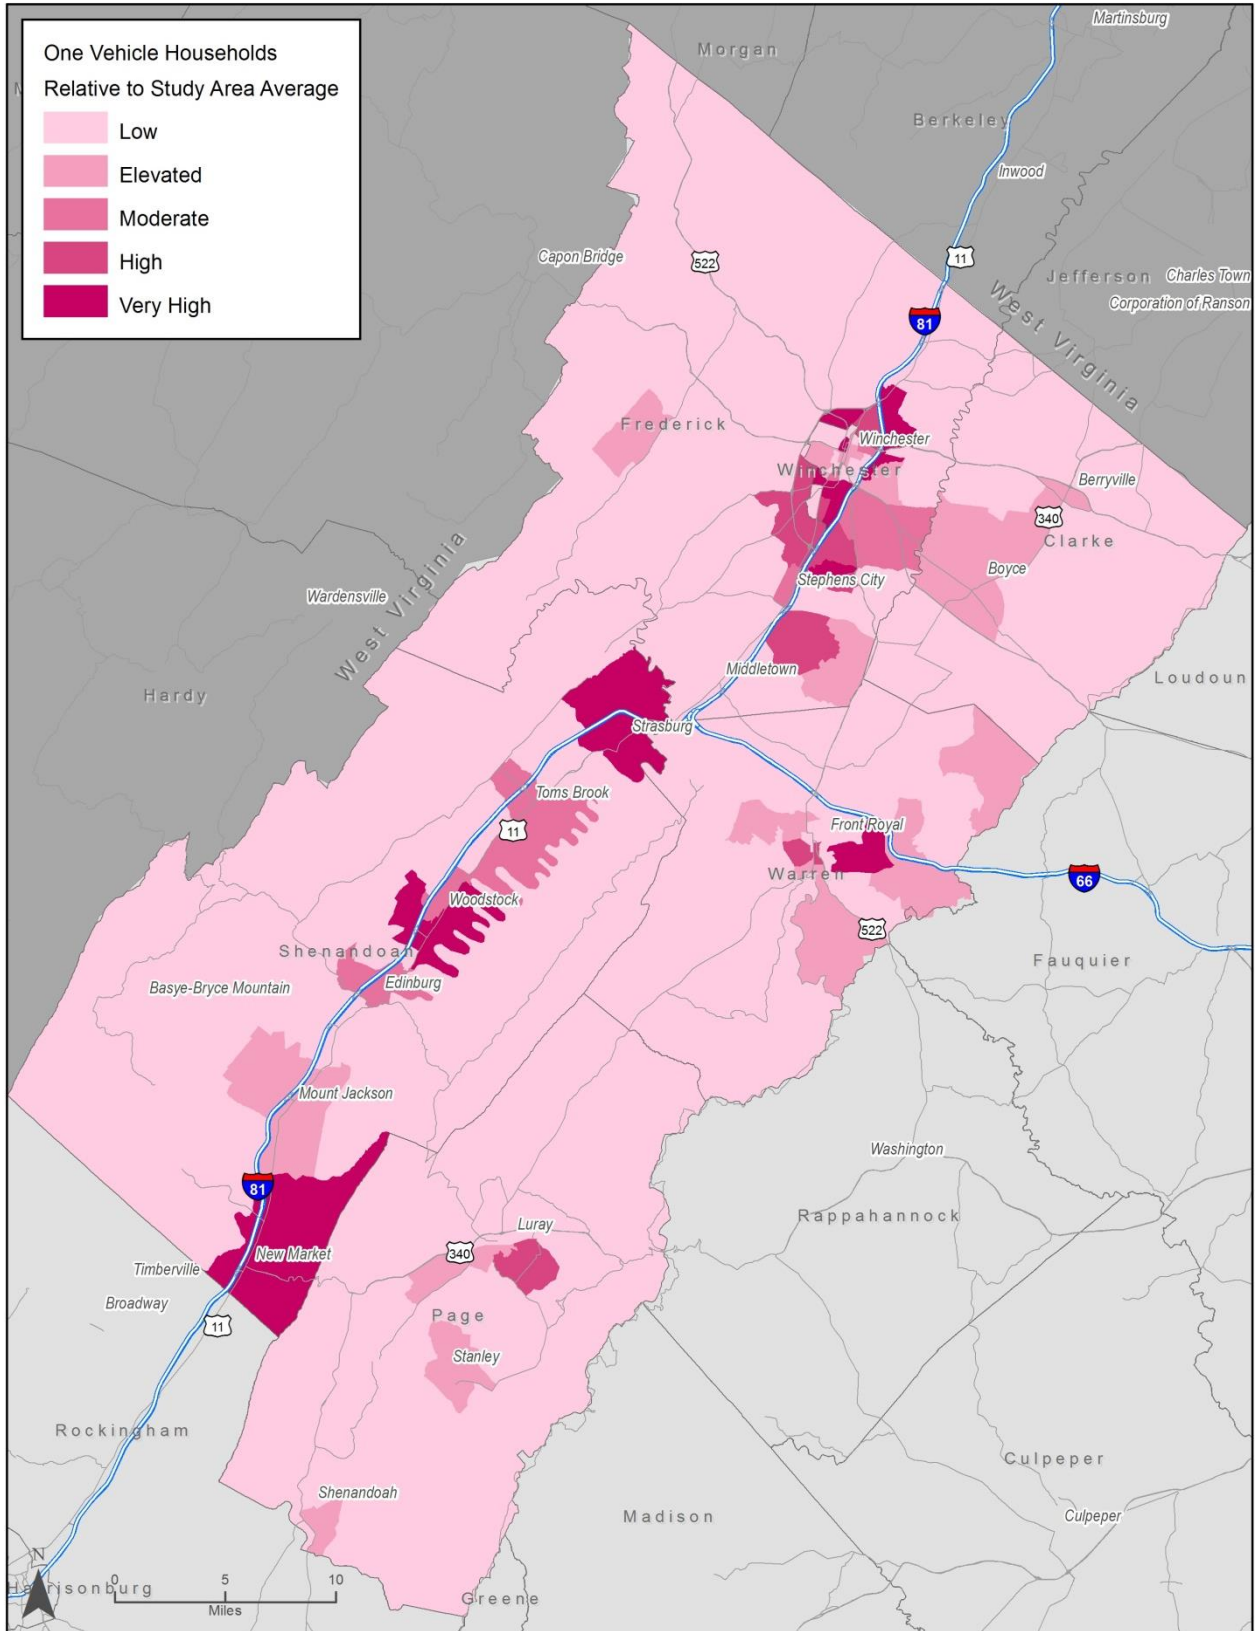 One Vehicle Households
Relative to Study Area Average
Low
Elevated
Moderate
High
Very High
Martinsburg
Morgan
Berkeley
Inwood
Capon Bridge
522
11
Jefferson
Charles Town
Corporation of Ranson
West Virginia
81
Frederick
Winchester
Winchester
Berryville
340
Clarke
Boyce
Stephens City
Wardensville
West Virginia
Hardy
Middletown
Loudoun
Strasburg
Toms Brook
11
Front Royal
Warren
66
Woodstock
522
Shenandoah
Fauquier
Edinburg
Basye-Bryce Mountain
Mount Jackson
Washington
81
Rappahannock
Luray
New Market
340
Timberville
Broadway
11
Page
Stanley
Rockingham
Culpeper
Shenandoah
Madison
Culpeper
N
Harrisonburg
0 5 10
Miles
Greene